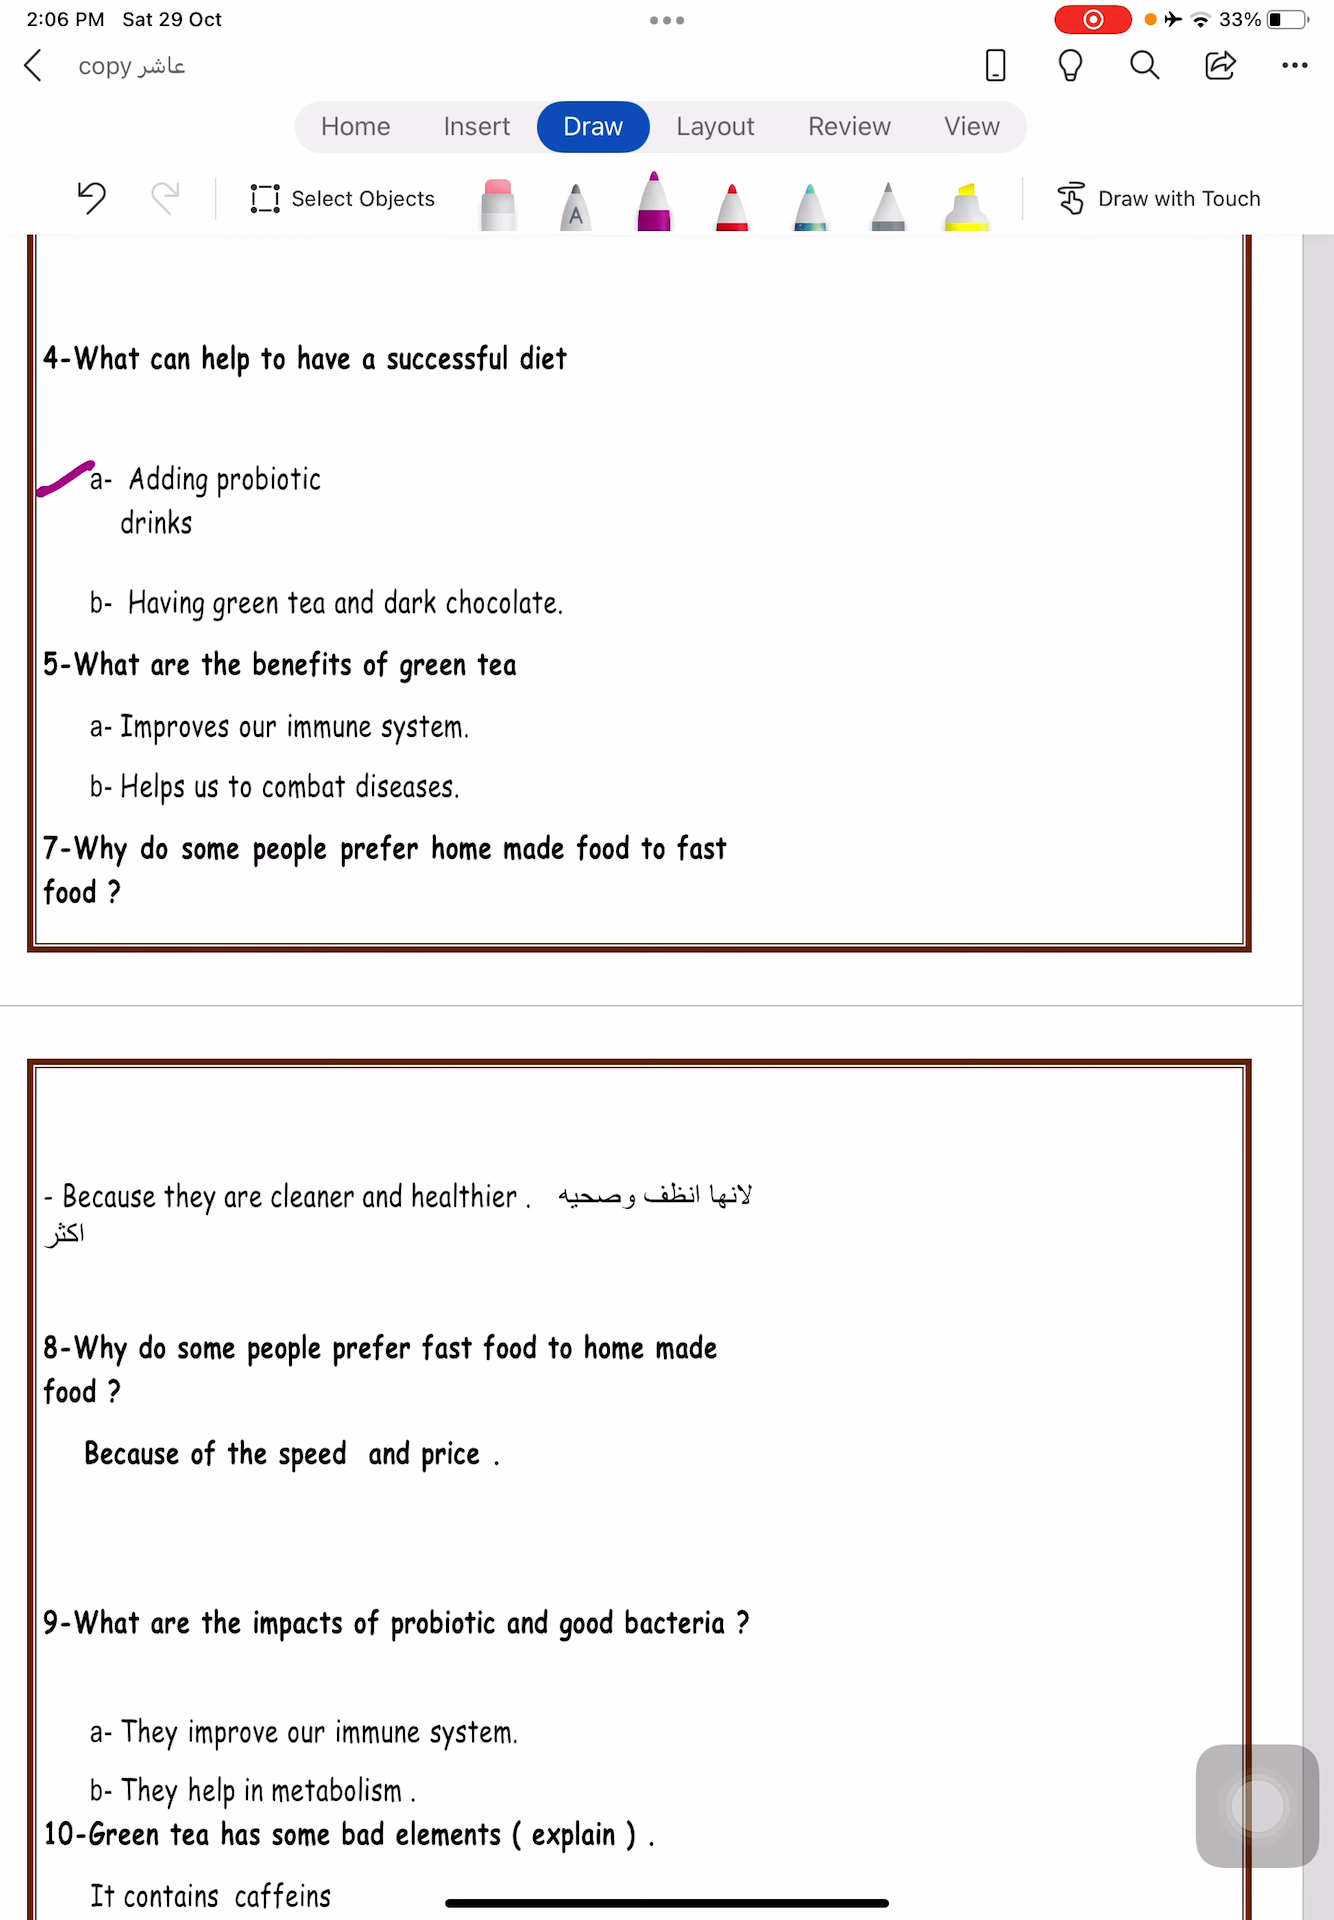 2:06 PM Sat 29 Oct
33%
copy عاشر
Home Insert Draw Layout Review View
Select Objects
A
Draw with Touch
4-What can help to have a successful diet
a- Adding probiotic
drinks
b- Having green tea and dark chocolate.
5-What are the benefits of green tea
a- Improves our immune system.
b- Helps us to combat diseases.
7-Why do some people prefer home made food to fast
food ?
- Because they are cleaner and healthier . لانها انظف وصحيه
اكثر
8-Why do some people prefer fast food to home made
food ?
Because of the speed and price .
9-What are the impacts of probiotic and good bacteria ?
a- They improve our immune system.
b- They help in metabolism .
10-Green tea has some bad elements ( explain ) .
It contains caffeins